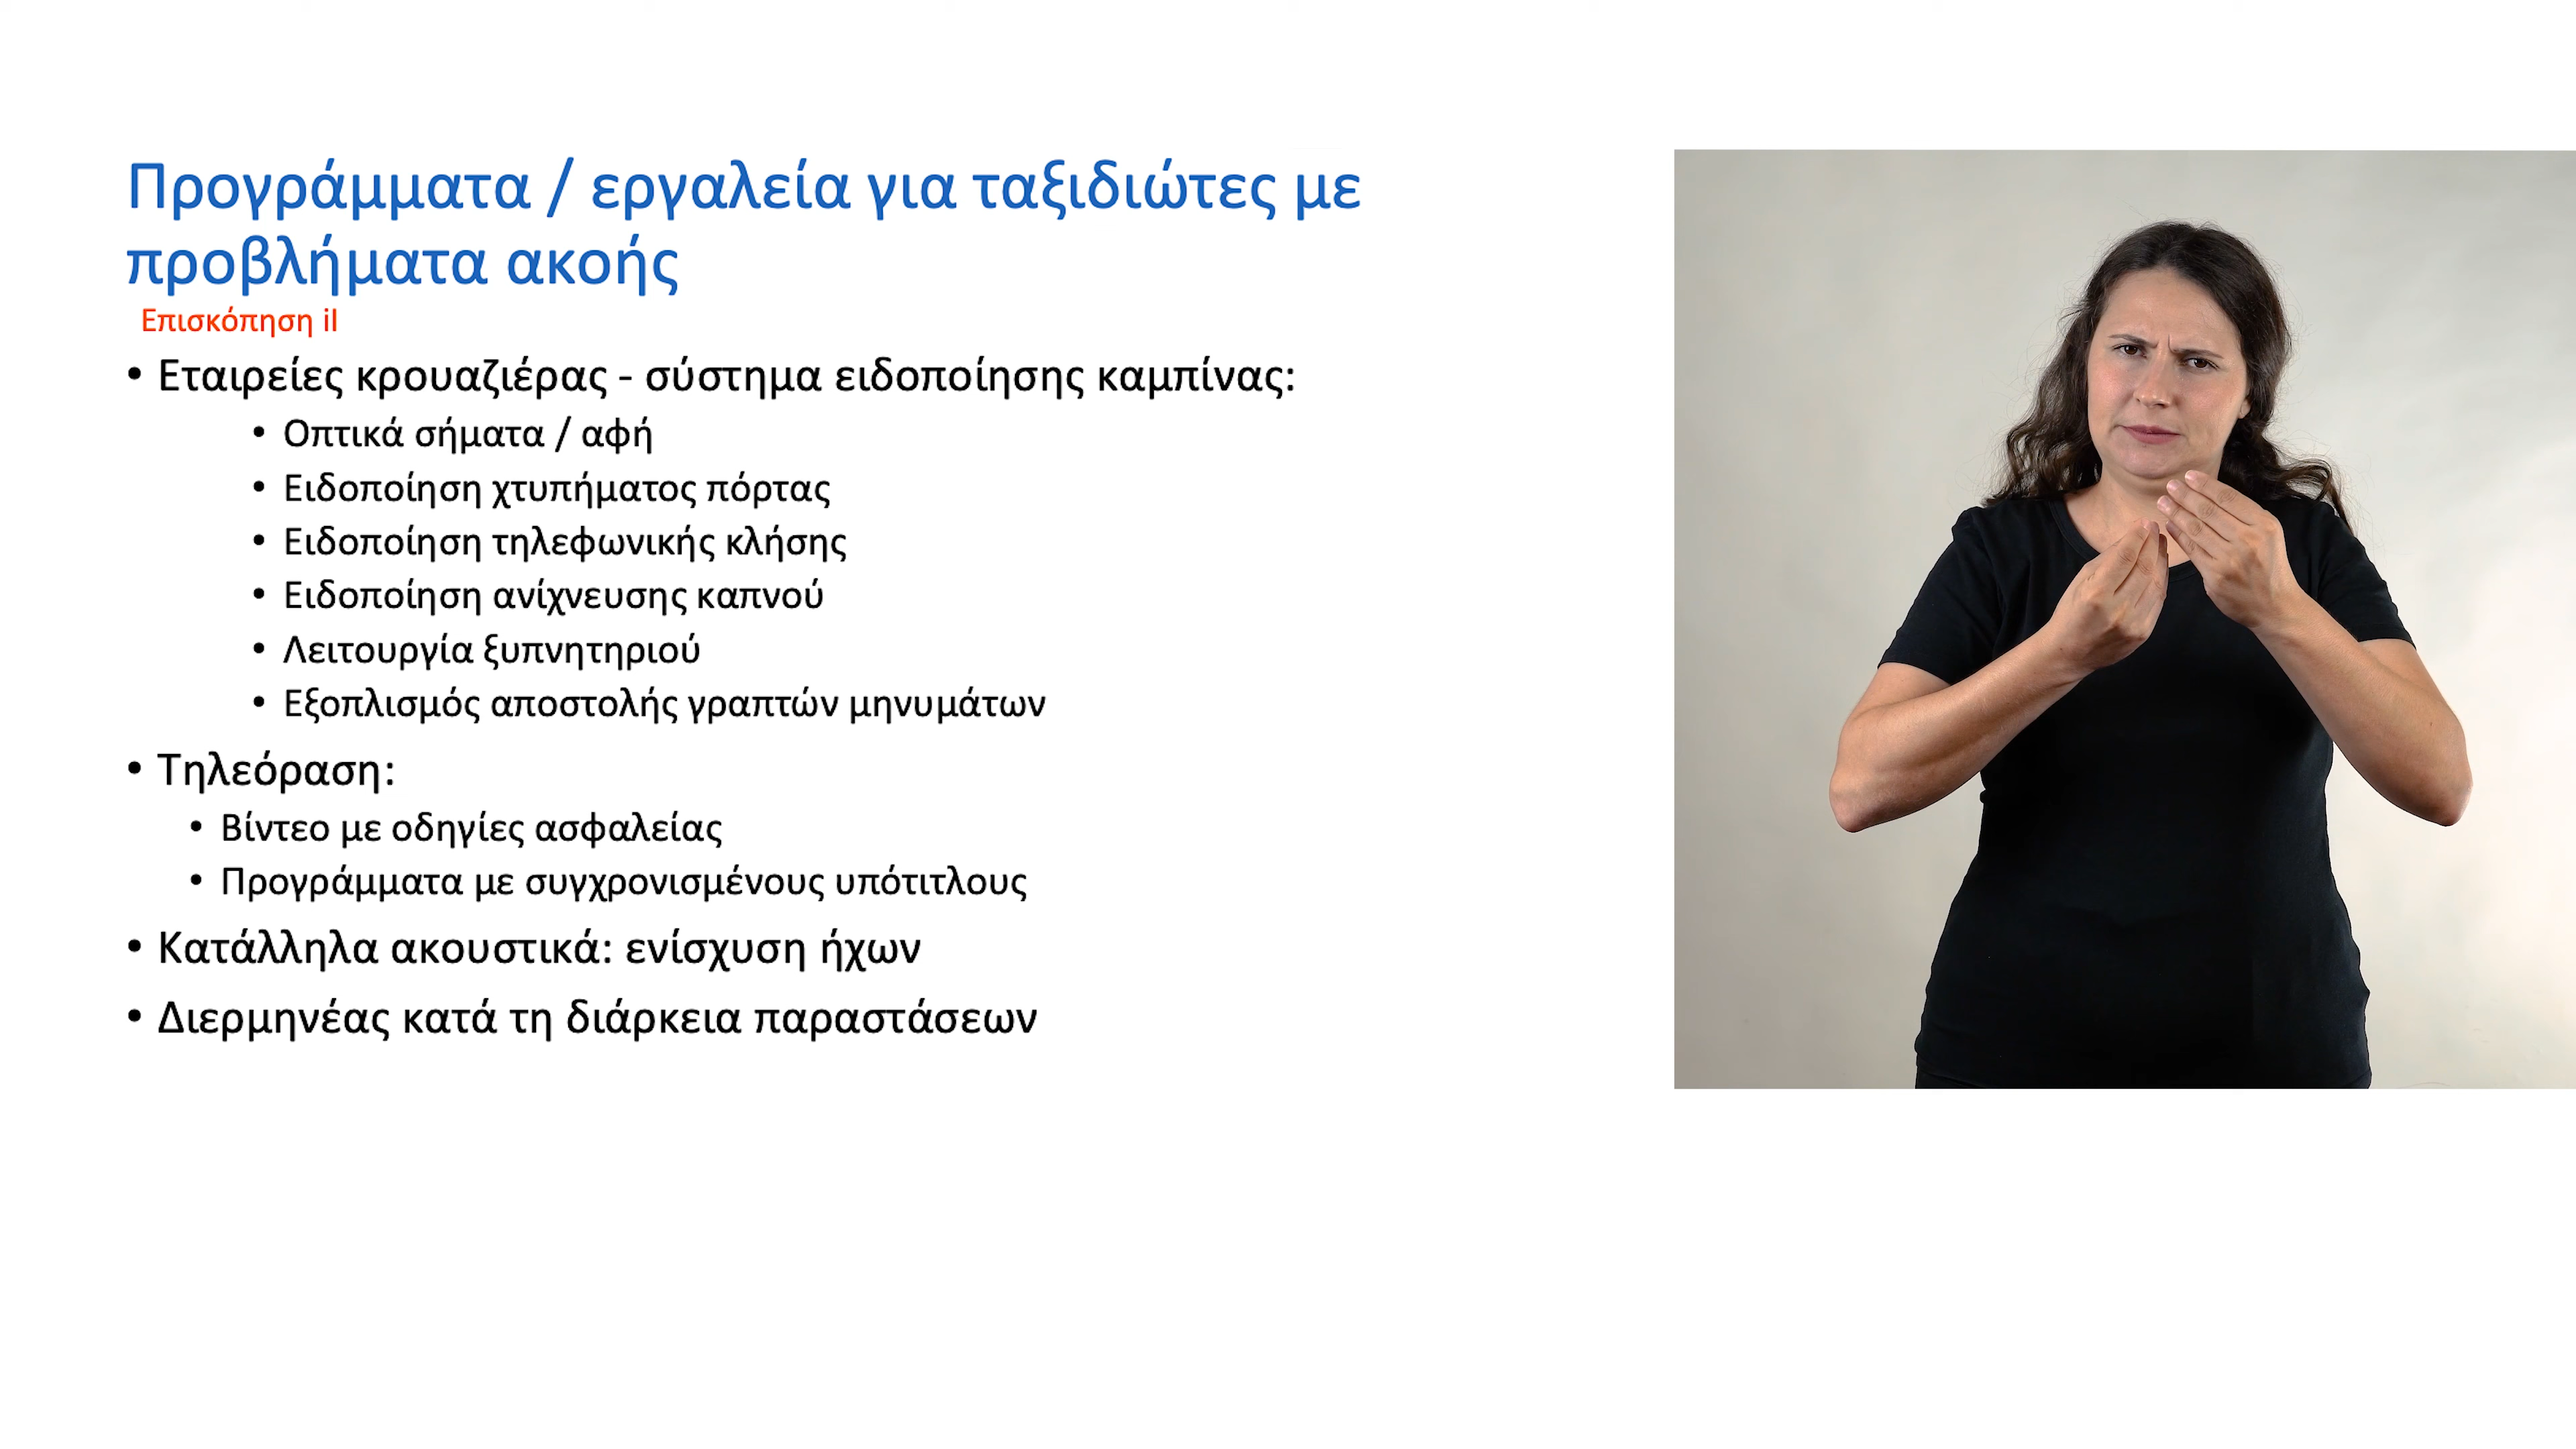 Προγράμματα / εργαλεία για ταξιδιώτες με
προβλήματα ακοής
Επισκόπηση iI
• Εταιρείες κρουαζιέρας - σύστημα ειδοποίησης καμπίνας:
• Οπτικά σήματα / αφή
• Ειδοποίηση χτυπήματος πόρτας
• Ειδοποίηση τηλεφωνικής κλήσης
• Ειδοποίηση ανίχνευσης καπνού
• Λειτουργία ξυπνητηριού
• Εξοπλισμός αποστολής γραπτών μηνυμάτων
• Τηλεόραση:
• Βίντεο με οδηγίες ασφαλείας
• Προγράμματα με συγχρονισμένους υπότιτλους
• Κατάλληλα ακουστικά: ενίσχυση ήχων
• Διερμηνέας κατά τη διάρκεια παραστάσεων